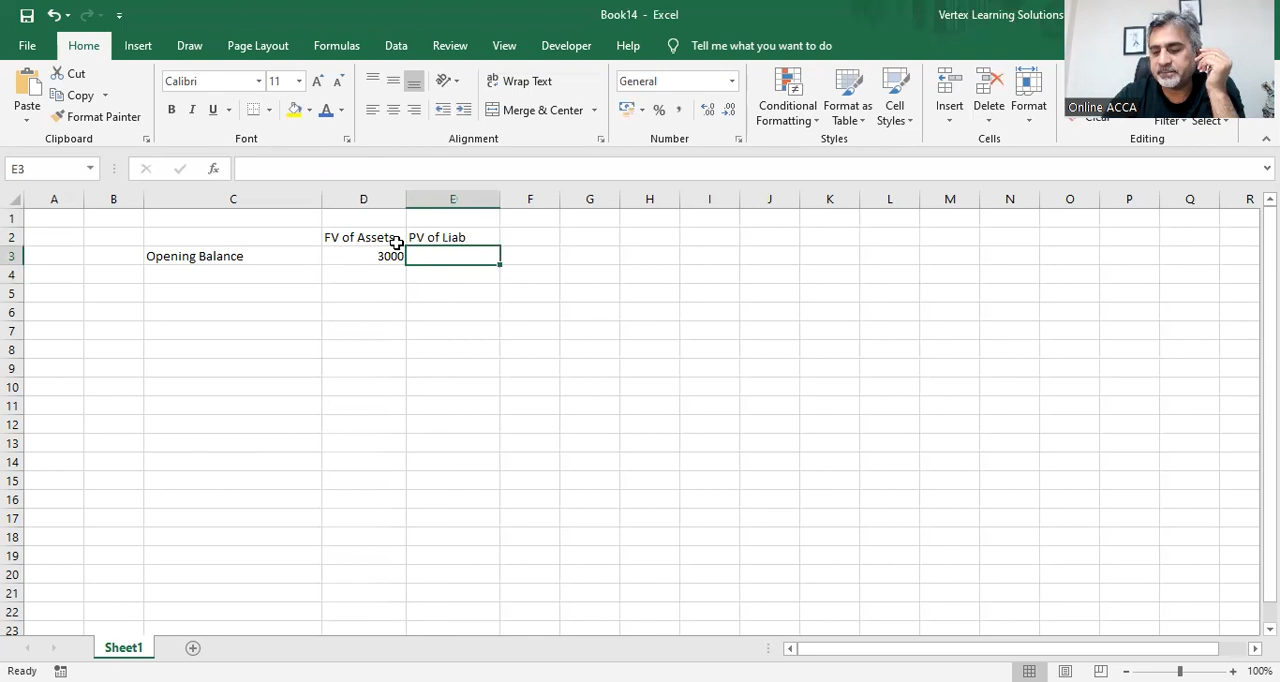 Book14 - Excel
Vertex Learning Solutions
File Home Insert Draw Page Layout Formulas Data Review View Developer Help Tell me what you want to do
Paste
Cut
Copy
Format Painter
Clipboard
Calibri 11
B I U
Font
Wrap Text
Merge & Center
Alignment
General
Number
Conditional Formatting
Format as Table
Cell Styles
Styles
Insert
Delete
Format
Cells
Clear
Filter Select
Editing
Online ACCA
E3
fx
A B C D E F G H I J K L M N O P Q R
1
2 FV of Assets PV of Liab
3 Opening Balance 3000
4
5
6
7
8
9
10
11
12
13
14
15
16
17
18
19
20
21
22
23
Sheet1
Ready
100%